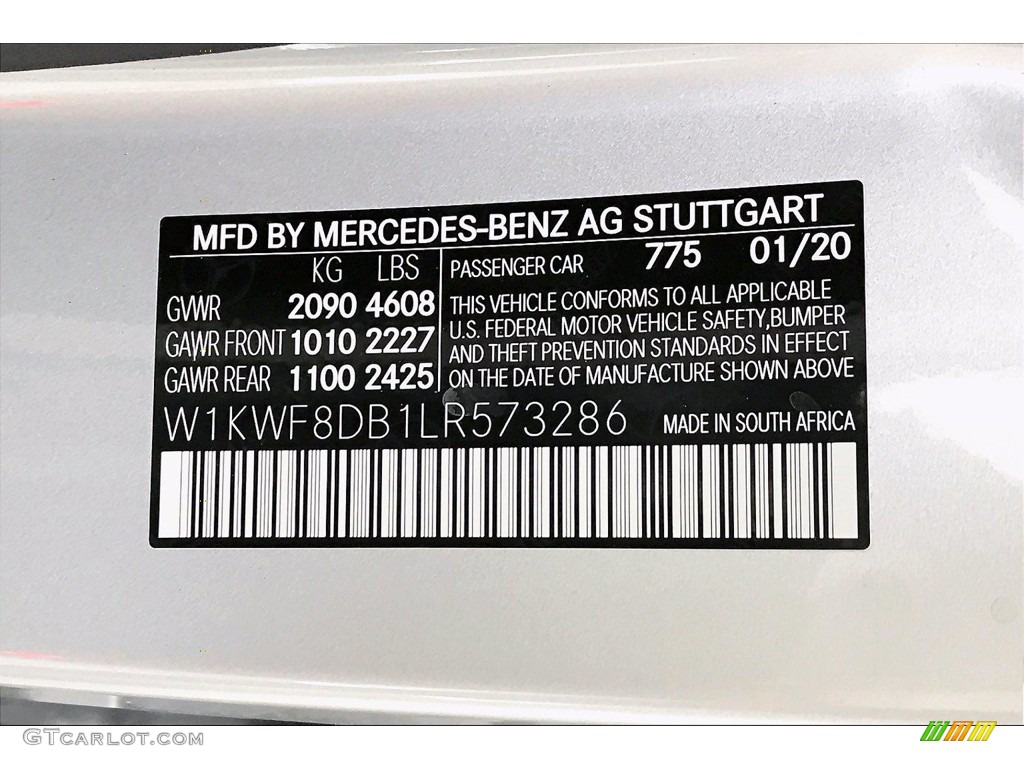 MFD BY MERCEDES-BENZ AG STUTTGART
KG LBS
GVWR 2090 4608
GAWR FRONT 1010 2227
GAWR REAR 1100 2425
PASSENGER CAR 775 01/20
THIS VEHICLE CONFORMS TO ALL APPLICABLE
U.S. FEDERAL MOTOR VEHICLE SAFETY,BUMPER
AND THEFT PREVENTION STANDARDS IN EFFECT
ON THE DATE OF MANUFACTURE SHOWN ABOVE
W1KWF8DB1LR573286 MADE IN SOUTH AFRICA
GTcarlot.com